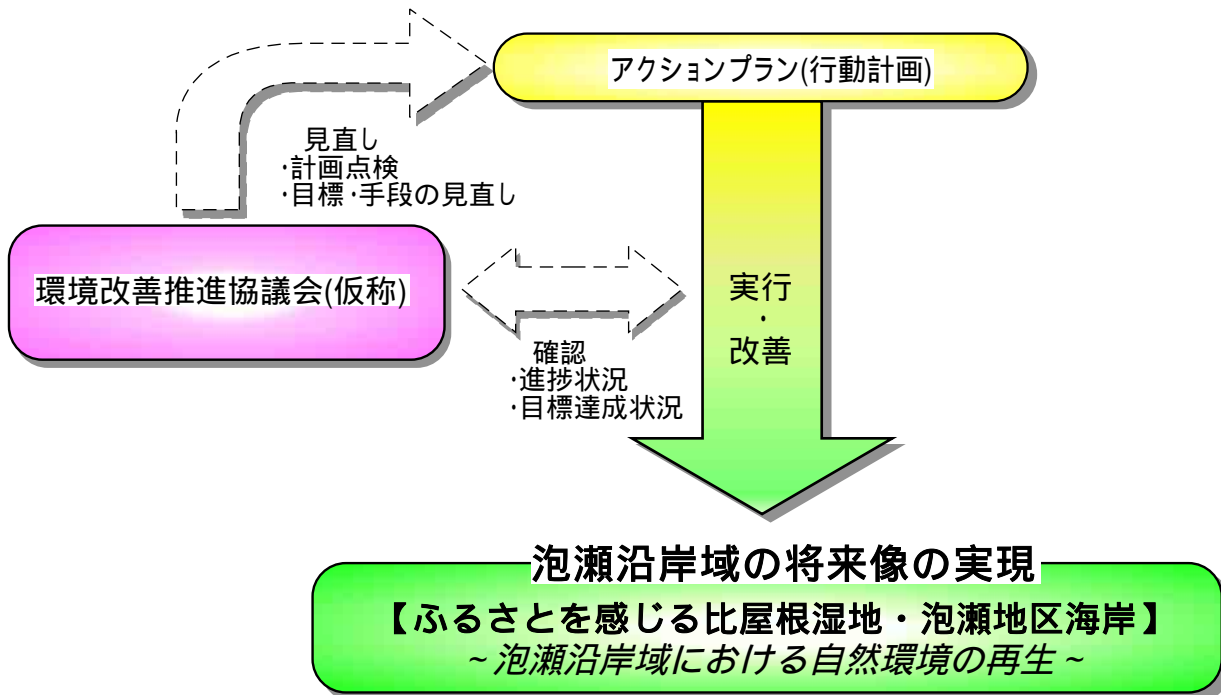 アクションプラン(行動計画)
見直し
・計画点検
・目標・手段の見直し
環境改善推進協議会(仮称)
実行
・
改善
確認
・進捗状況
・目標達成状況
泡瀬沿岸域の将来像の実現
【ふるさとを感じる比屋根湿地・泡瀬地区海岸】
~泡瀬沿岸域における自然環境の再生~